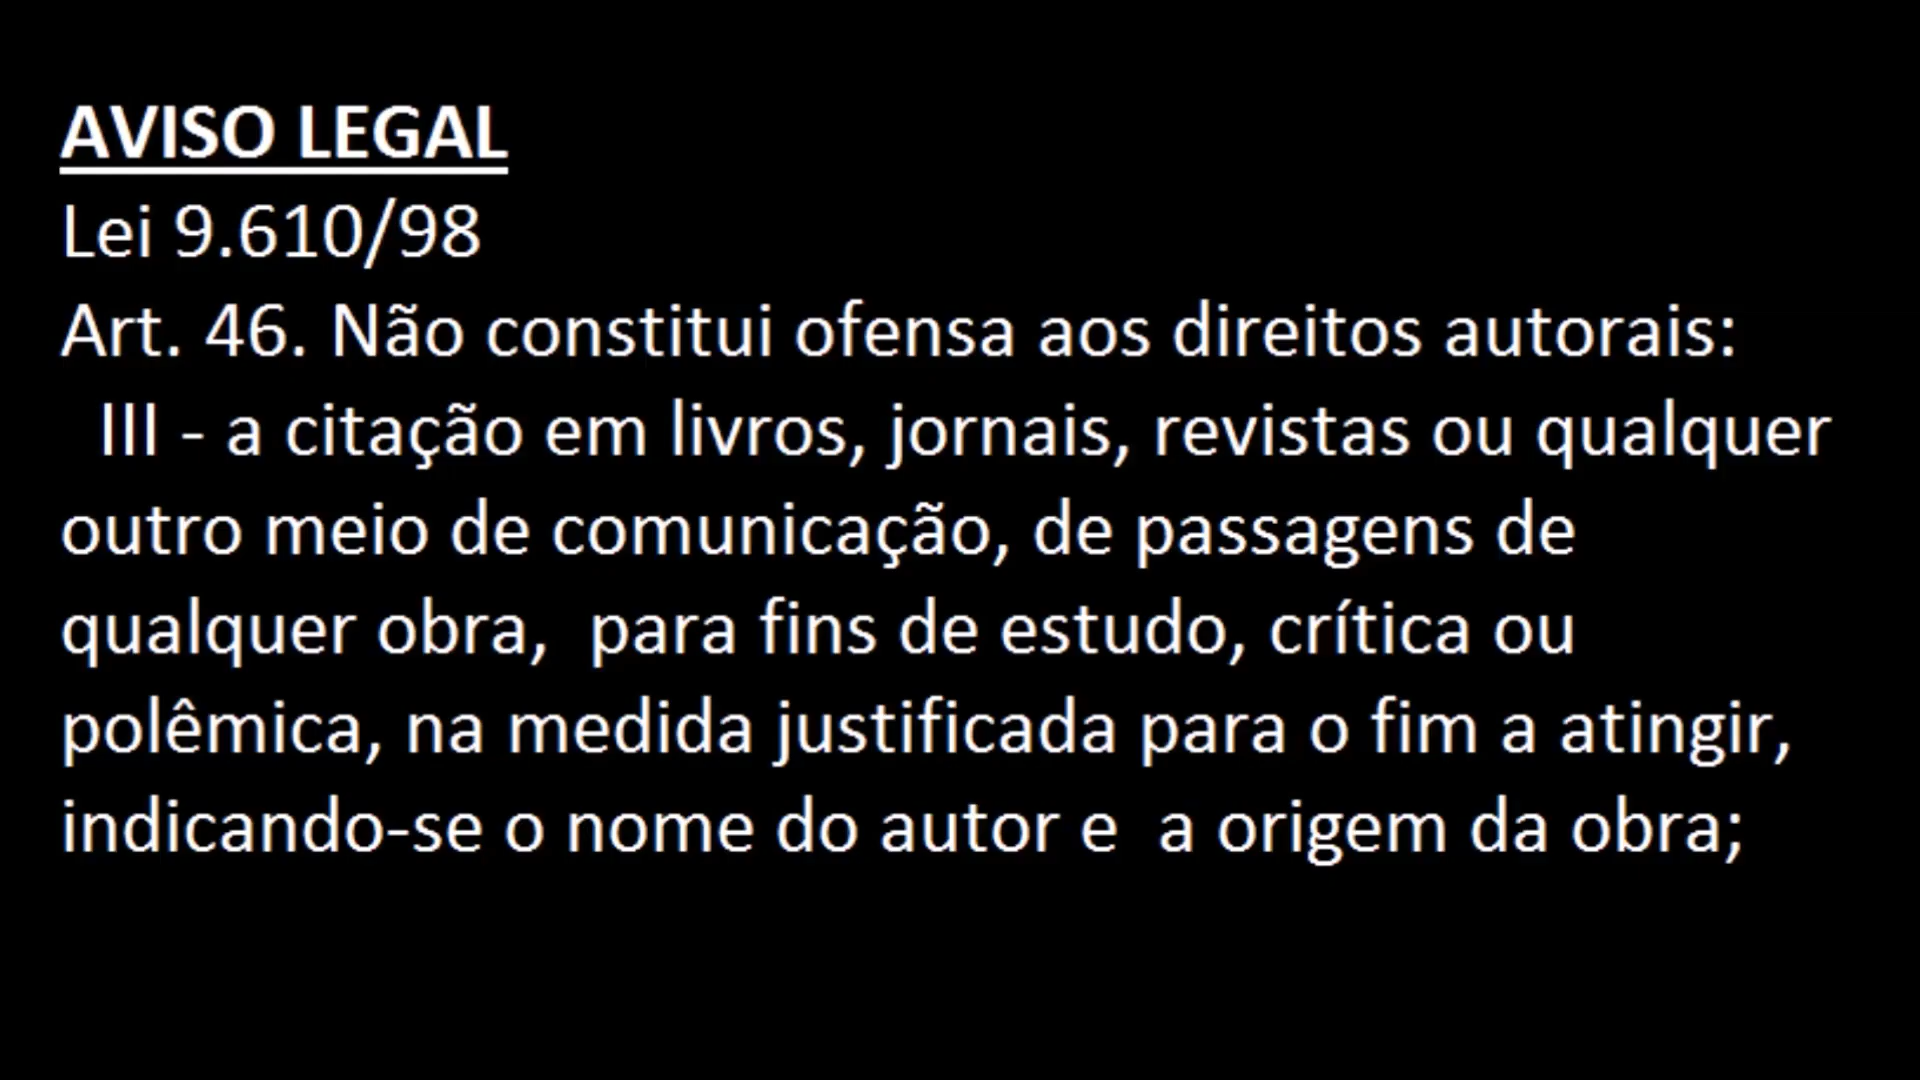 AVISO LEGAL
Lei 9.610/98
Art. 46. Não constitui ofensa aos direitos autorais:
III - a citação em livros, jornais, revistas ou qualquer
outro meio de comunicação, de passagens de
qualquer obra,  para fins de estudo, crítica ou
polêmica, na medida justificada para o fim a atingir,
indicando-se o nome do autor e  a origem da obra;